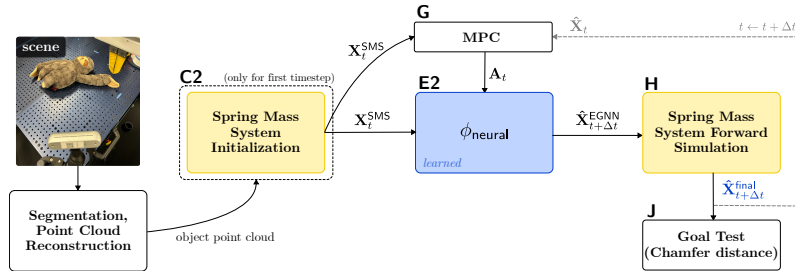 scene
Segmentation,
Point Cloud
Reconstruction
object point cloud
C2
(only for first timestep)
Spring Mass
System
Initialization
X_t^SMS
X_t^SMS
G
MPC
A_t
E2
ϕ_neural
learned
X̂_t
t ← t + Δt
X̂_{t+Δt}^EGNN
H
Spring Mass
System Forward
Simulation
X̂_{t+Δt}^final
J
Goal Test
(Chamfer distance)